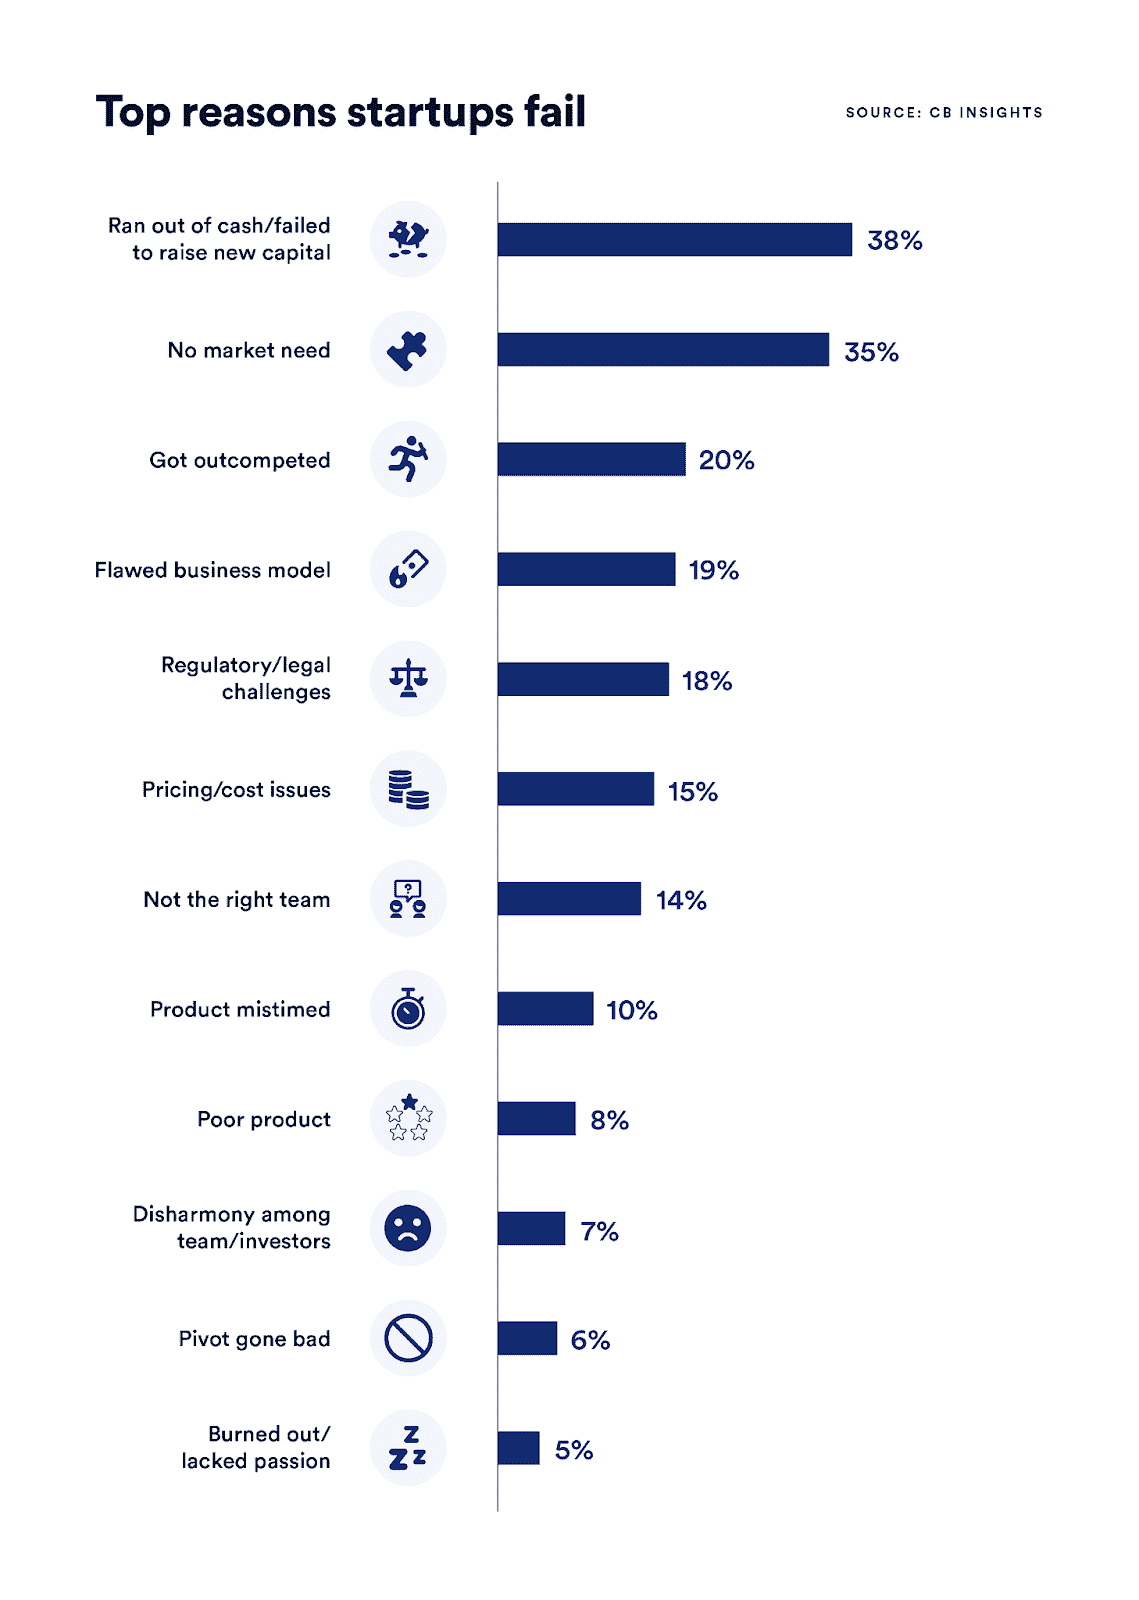 Top reasons startups fail
SOURCE: CB INSIGHTS
Ran out of cash/failed
to raise new capital
38%
No market need
35%
Got outcompeted
20%
Flawed business model
19%
Regulatory/legal
challenges
18%
Pricing/cost issues
15%
Not the right team
?
14%
Product mistimed
10%
Poor product
8%
Disharmony among
team/investors
7%
Pivot gone bad
6%
Burned out/
lacked passion
z
z z
5%